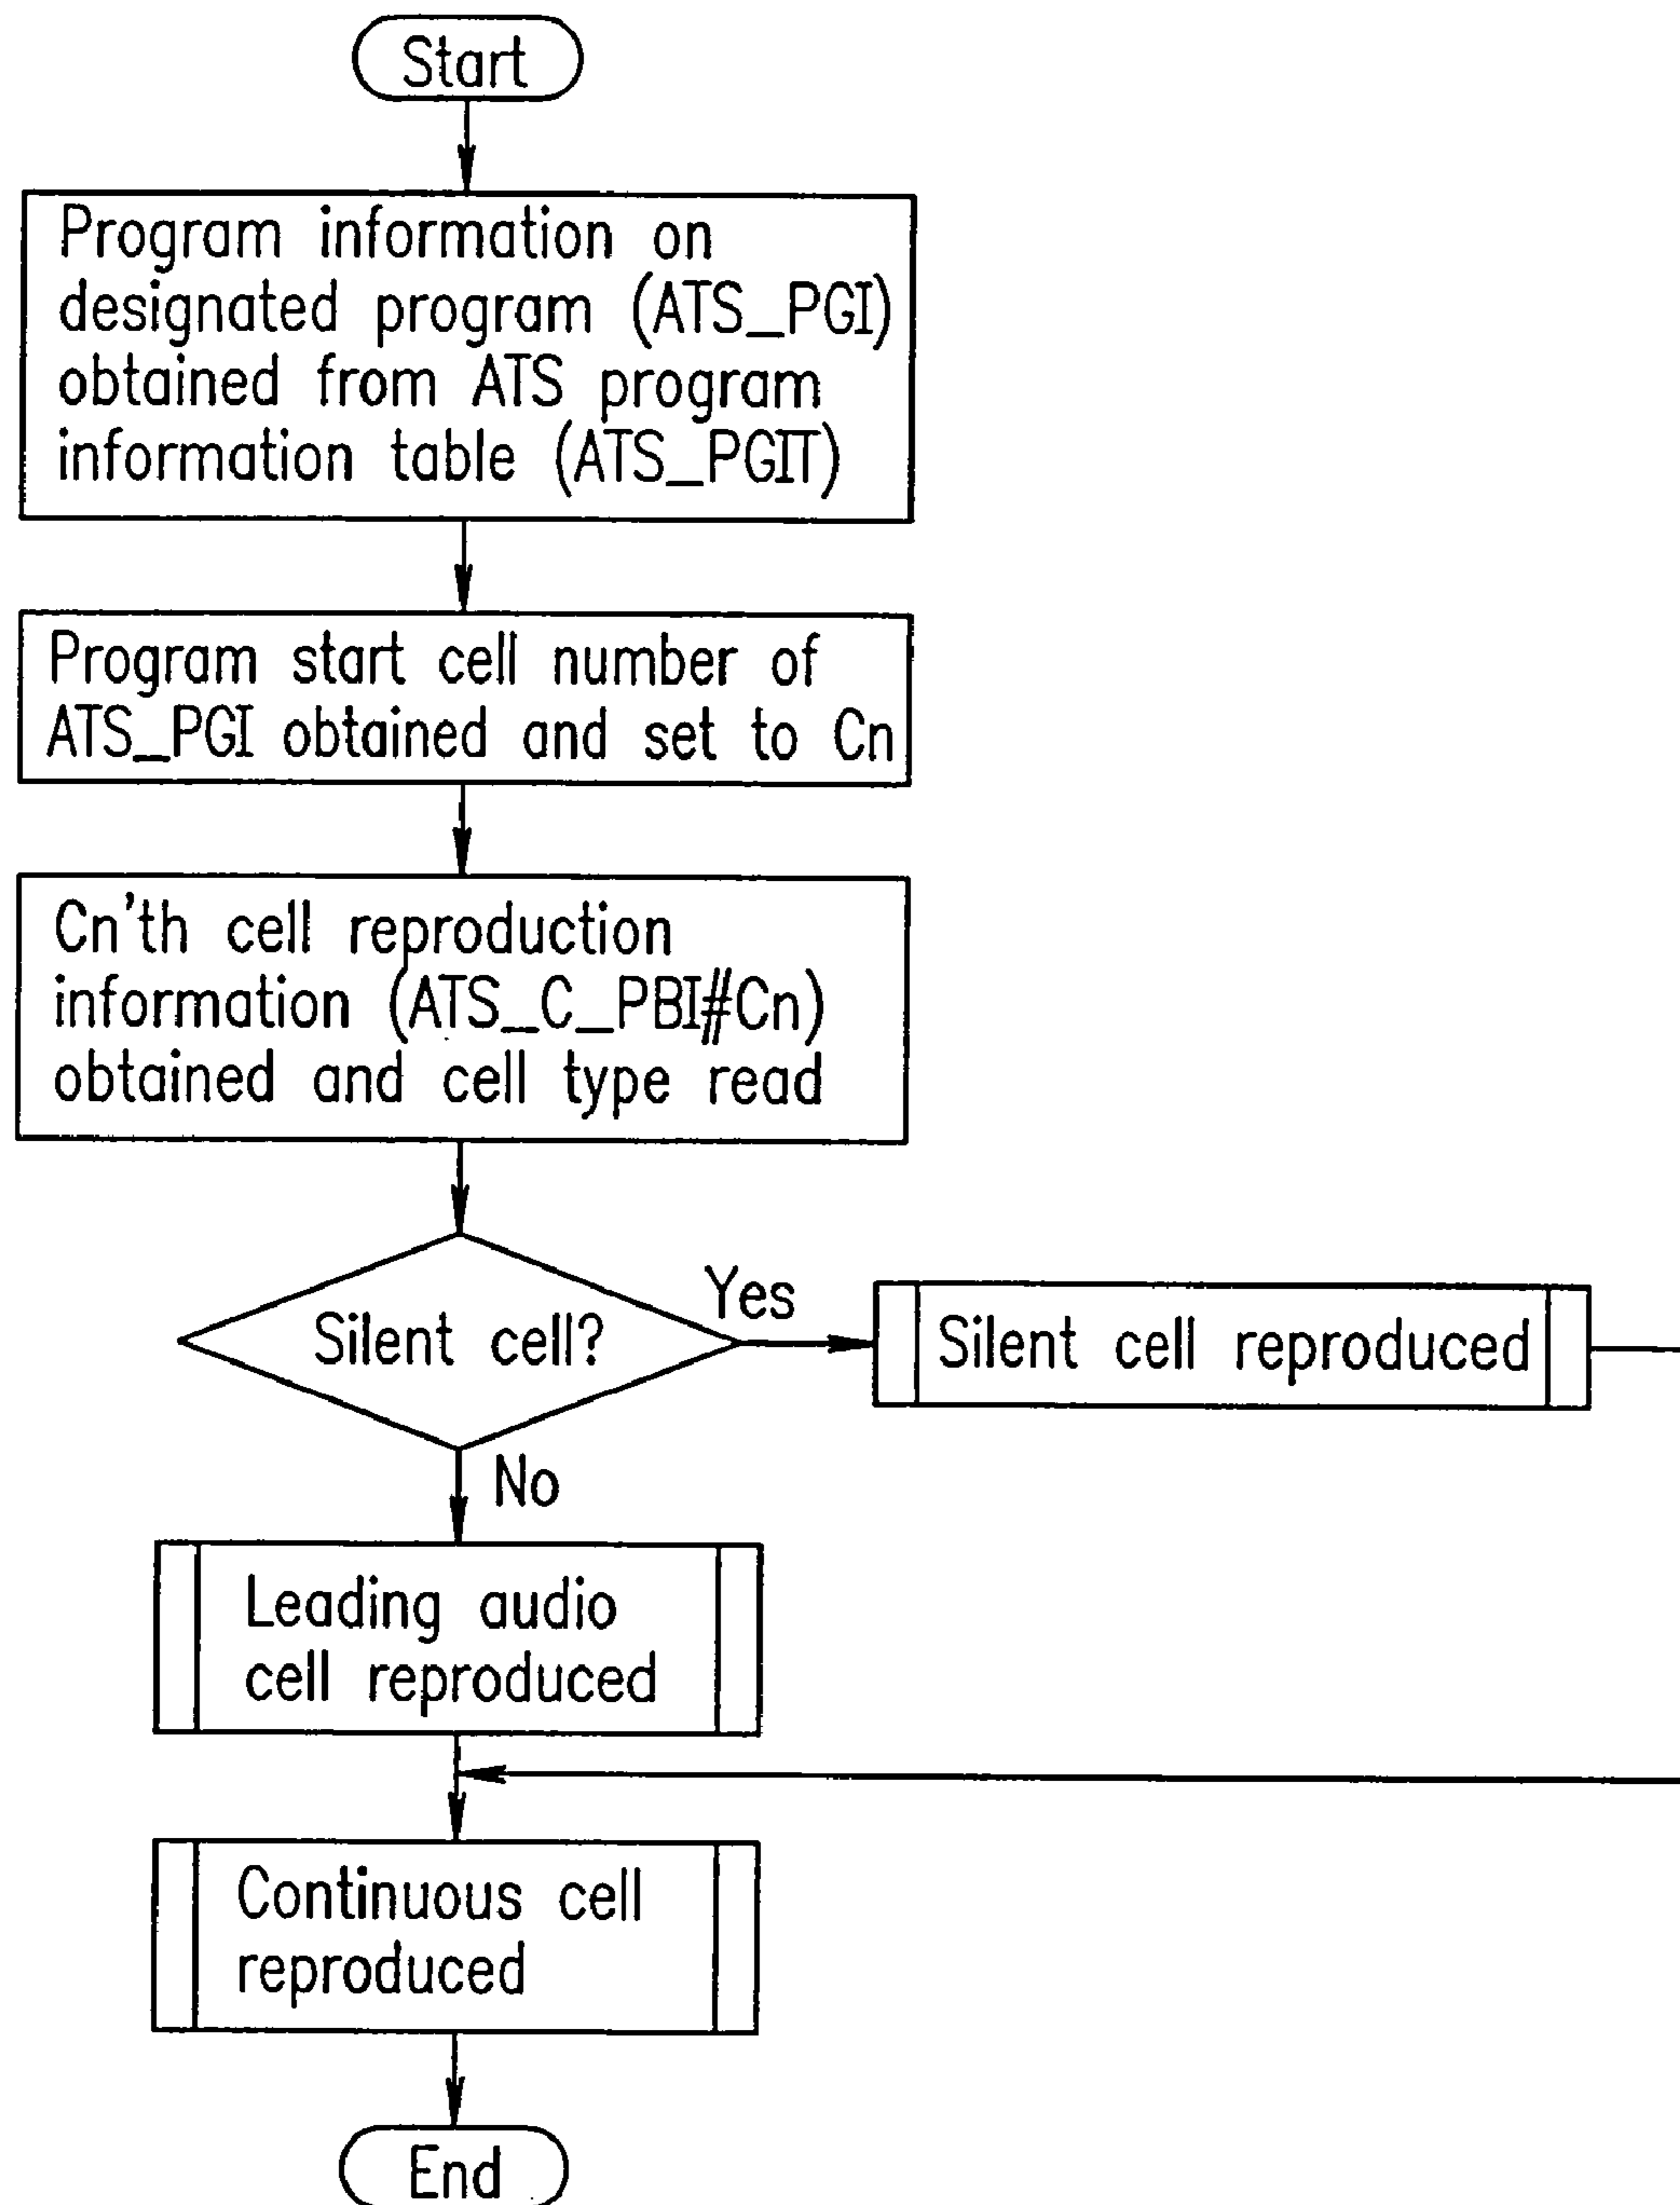 Start
Program information on
designated program (ATS_PGI)
obtained from ATS program
information table (ATS_PGIT)
Program start cell number of
ATS_PGI obtained and set to Cn
Cn'th cell reproduction
information (ATS_C_PBI#Cn)
obtained and cell type read
Silent cell?
Yes
Silent cell reproduced
No
Leading audio
cell reproduced
Continuous cell
reproduced
End